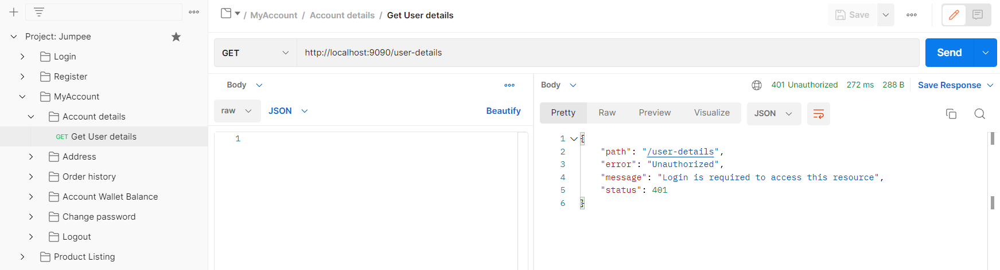 Project: Jumpee
Login
Register
MyAccount
Account details
GET Get User details
Address
Order history
Account Wallet Balance
Change password
Logout
Product Listing
/ MyAccount / Account details / Get User details
Save
GET http://localhost:9090/user-details
Send
Body
raw JSON Beautify
1
Body 401 Unauthorized 272 ms 288 B Save Response
Pretty Raw Preview Visualize JSON
1 {
2 "path": "/user-details",
3 "error": "Unauthorized",
4 "message": "Login is required to access this resource",
5 "status": 401
6 }